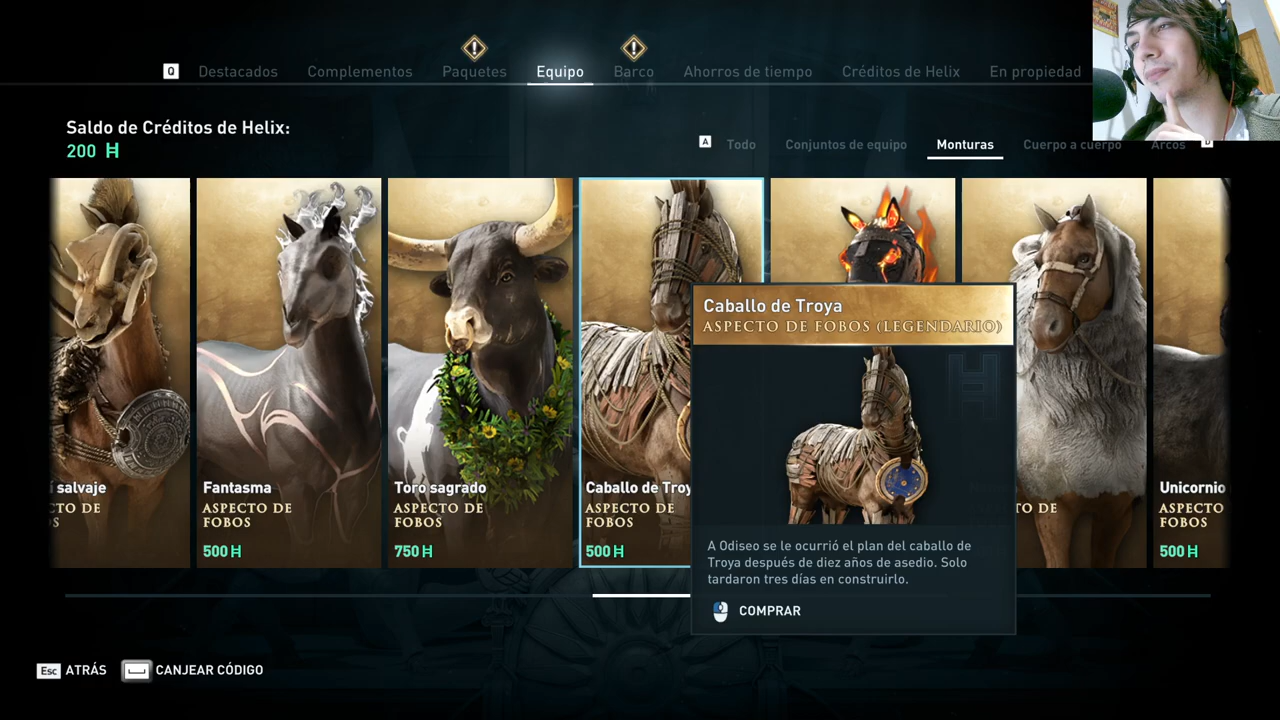 Q Destacados Complementos Paquetes Equipo Barco Ahorros de tiempo Créditos de Helix En propiedad
Saldo de Créditos de Helix:
200 H
A Todo Conjuntos de equipo Monturas Cuerpo a cuerpo Arcos D
salvaje
ASPECTO DE
FOBOS
Fantasma
ASPECTO DE
FOBOS
500 H
Toro sagrado
ASPECTO DE
FOBOS
750 H
Caballo de Troy
ASPECTO DE
FOBOS
500 H
Caballo de Troya
ASPECTO DE FOBOS (LEGENDARIO)
A Odiseo se le ocurrió el plan del caballo de
Troya después de diez años de asedio. Solo
tardaron tres días en construirlo.
COMPRAR
TO DE
Unicornio
ASPECTO
FOBOS
500 H
Esc ATRÁS CANJEAR CÓDIGO